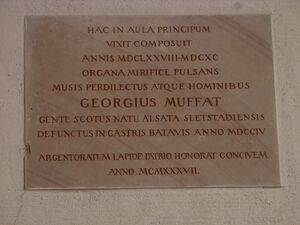 HAC IN AULA PRINCIPUM
VIXIT COMPOSUIT
ANNIS MDCLXXVIII-MDCXC
ORGANA MIRIFICE PULSANS
MUSIS PERDILECTUS ATQUE HOMINIBUS
GEORGIUS MUFFAT
GENTE SCOTUS NATU ALSATA SLETSTADIENSIS
DEFUNCTUS IN CASTRIS BATAVIS ANNO MDCCIV
ARGENTORATUM LAPIDE PATRIO HONORAT CONCIVEM
ANNO MCMXXXVII.